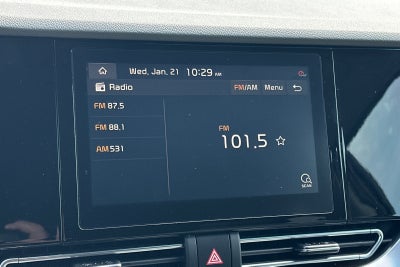 Wed, Jan. 21 10:29 AM
Radio FM/AM Menu
FM 87.5
FM 88.1
AM 531
FM
101.5
SCAN